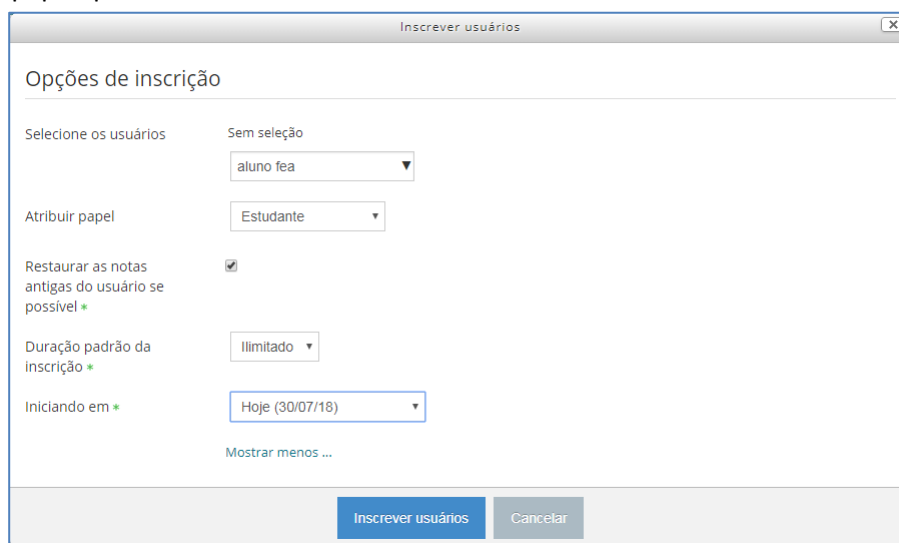 Inscrever usuários
Opções de inscrição
Selecione os usuários
Sem seleção
aluno fea
Atribuir papel
Estudante
Restaurar as notas
antigas do usuário se
possível *
Duração padrão da
inscrição *
Ilimitado
Iniciando em *
Hoje (30/07/18)
Mostrar menos ...
Inscrever usuários
Cancelar